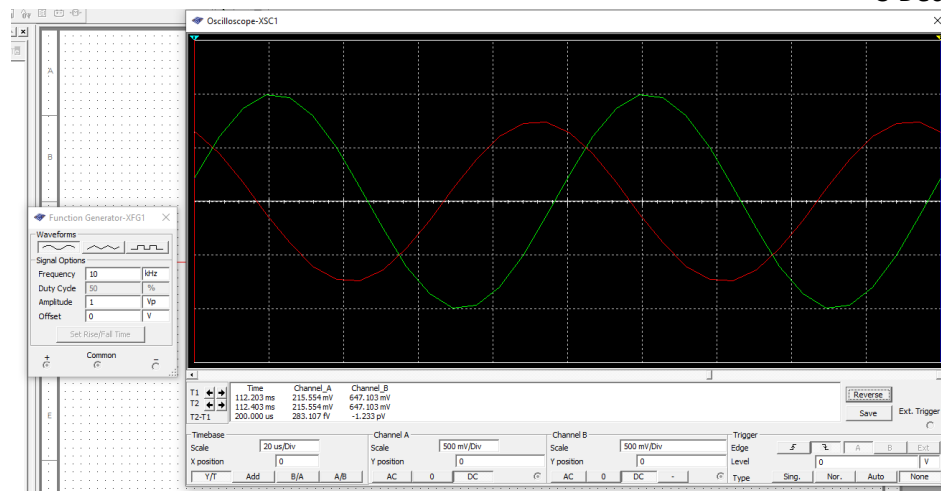 Oscilloscope-XSC1
A
B
Function Generator-XFG1
Waveforms
Signal Options
Frequency 10 kHz
Duty Cycle 50 %
Amplitude 1 Vp
Offset 0 V
Set Rise/Fall Time
+ Common -
E
Time Channel_A Channel_B
T1 112.203 ms 215.554 mV 647.103 mV
T2 112.403 ms 215.554 mV 647.103 mV
T2-T1 200.000 us 283.107 fV -1.233 pV
Reverse
Save
Ext. Trigger
Timebase
Scale 20 us/Div
X position 0
Y/T Add B/A A/B
Channel A
Scale 500 mV/Div
Y position 0
AC 0 DC
Channel B
Scale 500 mV/Div
Y position 0
AC 0 DC -
Trigger
Edge A B Ext
Level 0 V
Type Sing. Nor. Auto None